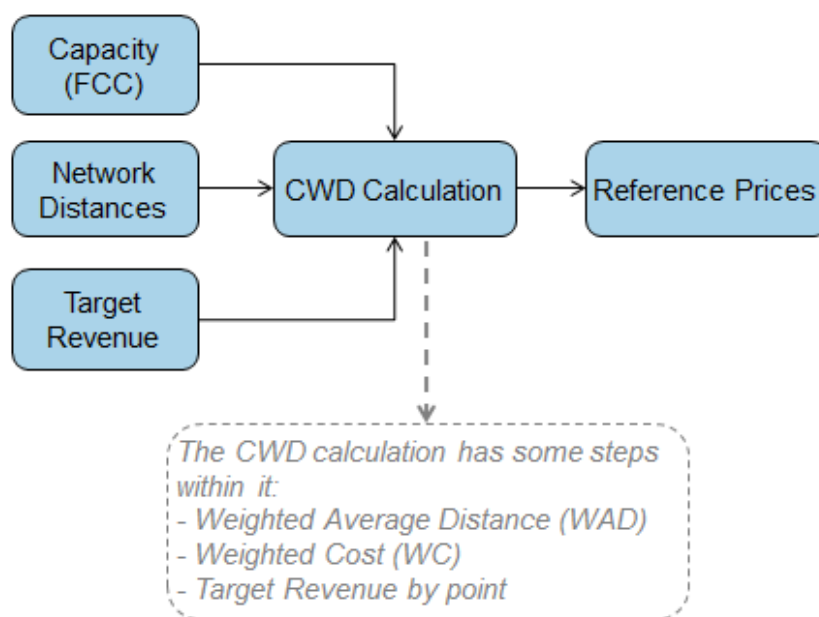 Capacity
(FCC)
Network
Distances
CWD Calculation
Reference Prices
Target
Revenue
The CWD calculation has some steps
within it:
- Weighted Average Distance (WAD)
- Weighted Cost (WC)
- Target Revenue by point